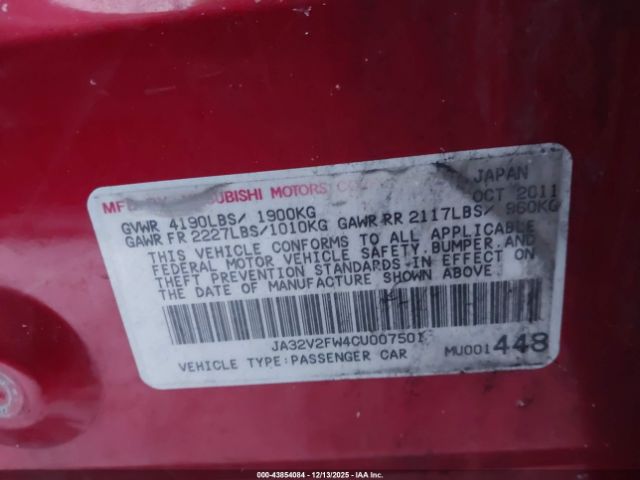 JAPAN
MFD BY MITSUBISHI MOTORS OCT 2011
GVWR 4190LBS/ 1900KG
GAWR FR 2227LBS/1010KG GAWR RR 2117LBS/ 960KG
THIS VEHICLE CONFORMS TO ALL APPLICABLE
FEDERAL MOTOR VEHICLE SAFETY,BUMPER,AND
THEFT PREVENTION STANDARDS IN EFFECT ON
THE DATE OF MANUFACTURE SHOWN ABOVE.
JA32V2FW4CU007501
VEHICLE TYPE:PASSENGER CAR MU001448
000-43854084 - 12/13/2025 - IAA Inc.